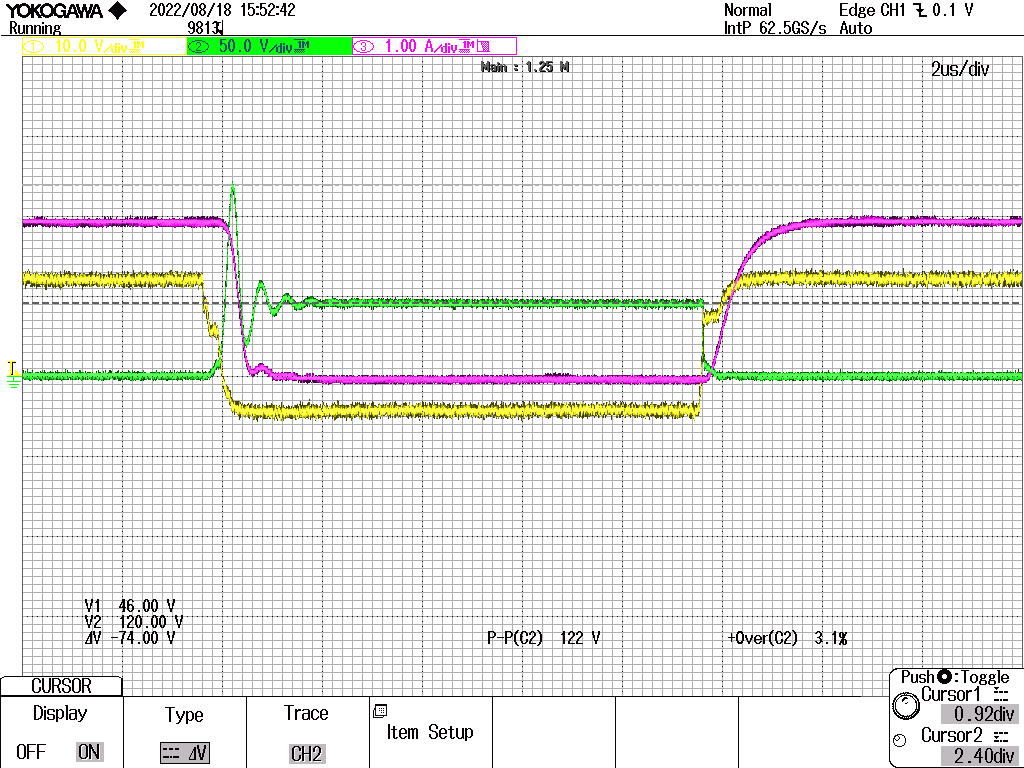 YOKOGAWA ◆ 2022/08/18 15:52:42 Normal Edge CH1 0.1 V
Running 9813 IntP 62.5GS/s Auto
1 10.0 V/div 1M 2 50.0 V/div 1M 3 1.00 A/div 1M
Main : 1.25 M
2us/div
T
V1 46.00 V
V2 120.00 V
ΔV -74.00 V
P-P(C2) 122 V +Over(C2) 3.1%
CURSOR
Display
OFF ON
Type
ΔV
Trace
CH2
Item Setup
Push:Toggle
Cursor1
0.92div
Cursor2
2.40div